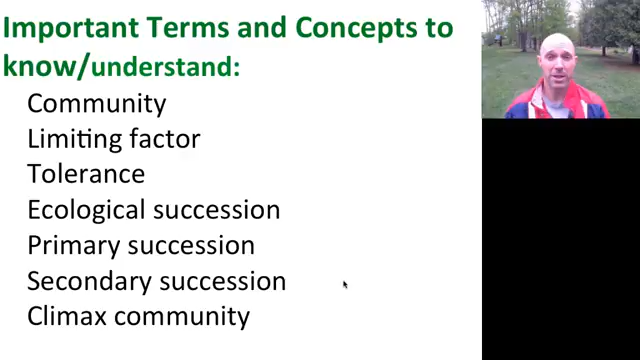 Important Terms and Concepts to
know/understand:
Community
Limiting factor
Tolerance
Ecological succession
Primary succession
Secondary succession
Climax community